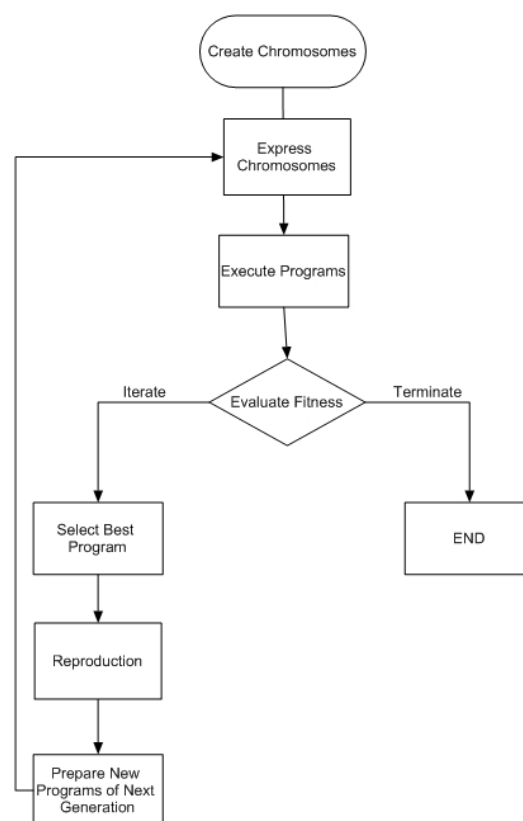 Create Chromosomes
Express
Chromosomes
Execute Programs
Evaluate Fitness
Iterate
Terminate
Select Best
Program
END
Reproduction
Prepare New
Programs of Next
Generation